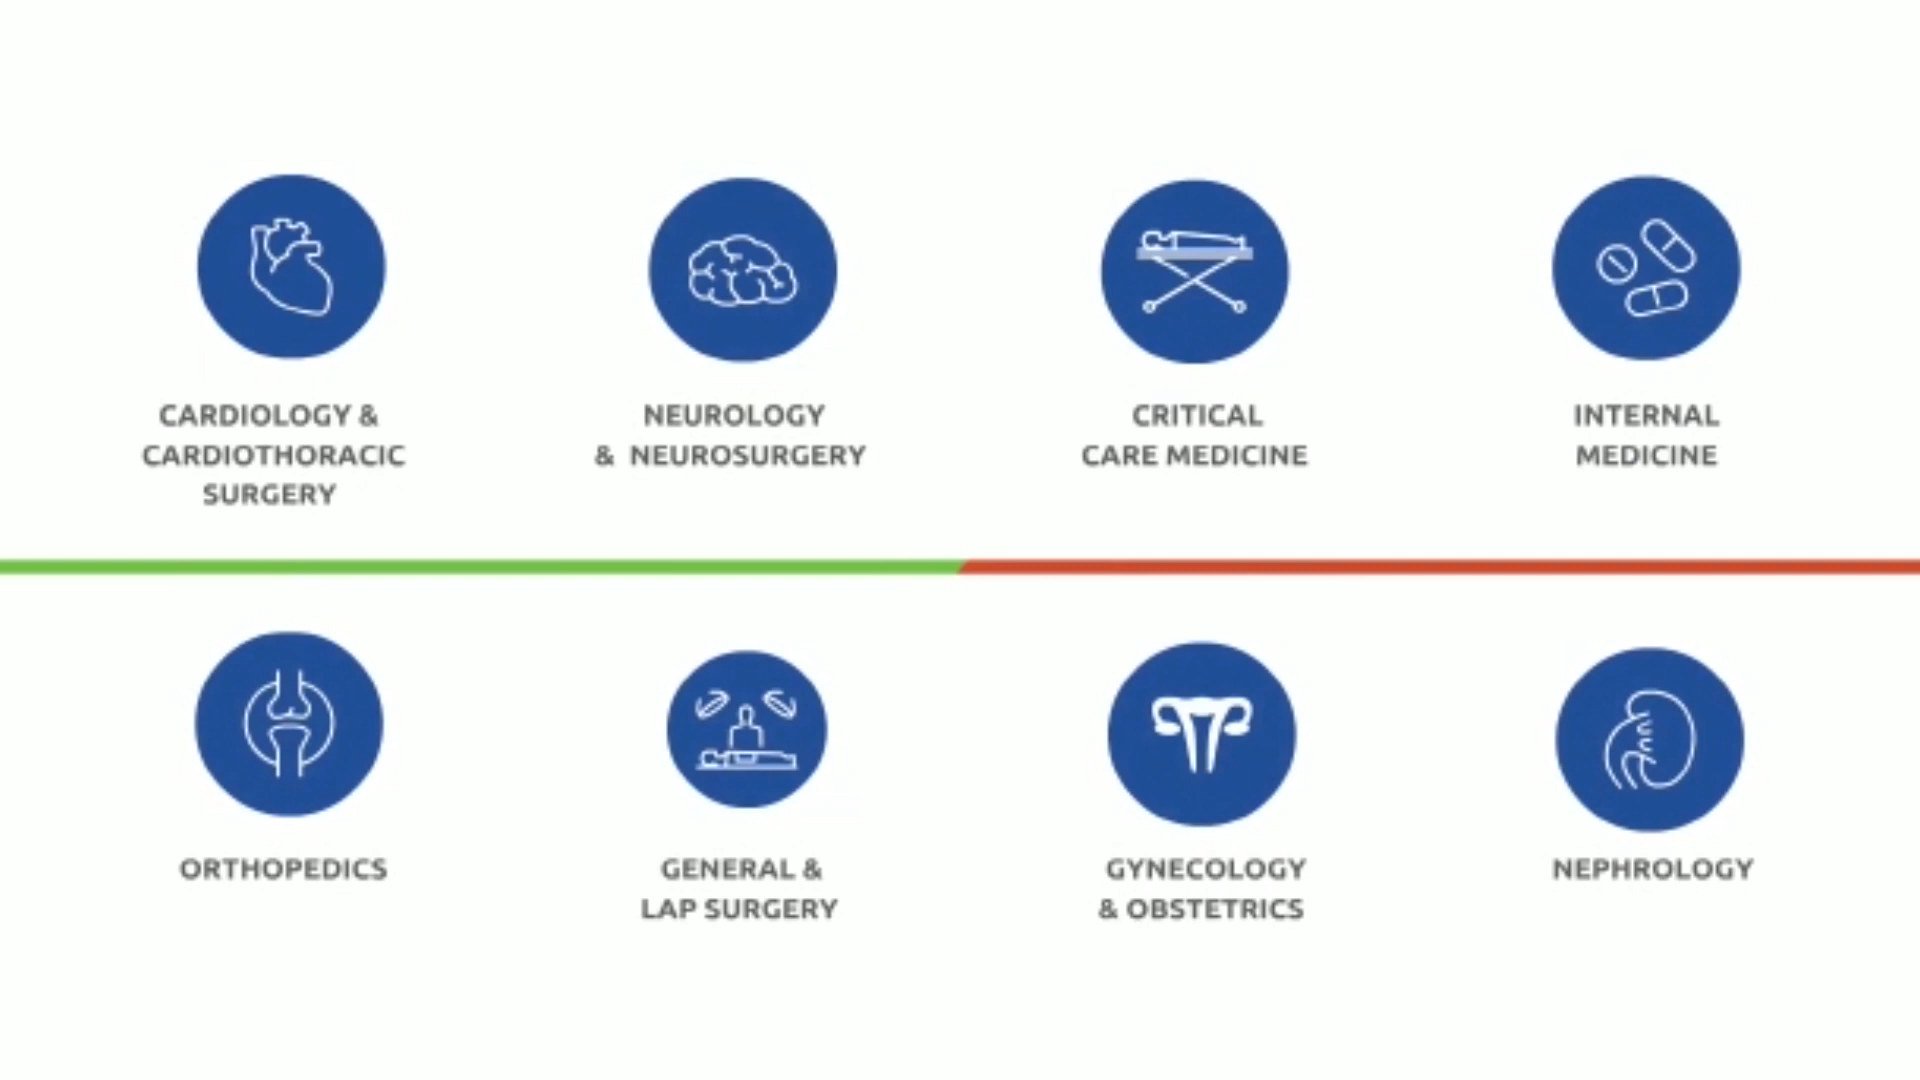 CARDIOLOGY &
CARDIOTHORACIC
SURGERY
NEUROLOGY
& NEUROSURGERY
CRITICAL
CARE MEDICINE
INTERNAL
MEDICINE
ORTHOPEDICS
GENERAL &
LAP SURGERY
GYNECOLOGY
& OBSTETRICS
NEPHROLOGY